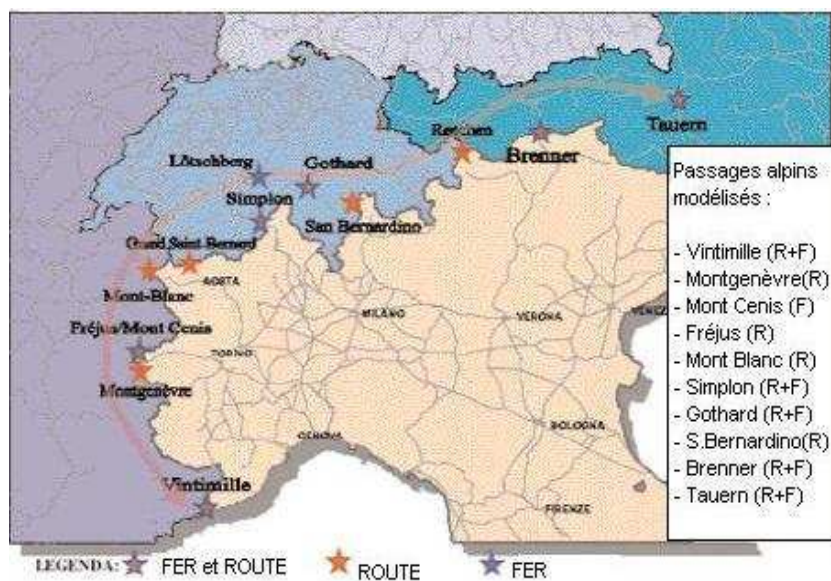 Reschen
Brenner
Tauern
Lötschberg
Gothard
Simplon
San Bernardino
Grand Saint-Bernard
AOSTA
Mont-Blanc
MILANO
VERONA
VENEZ
Fréjus/Mont Cenis
TORINO
Montgenèvre
GENOVA
BOLOGNA
Vintimille
FIRENZE
Passages alpins
modélisés :
- Vintimille (R+F)
- Montgenèvre(R)
- Mont Cenis (F)
- Fréjus (R)
- Mont Blanc (R)
- Simplon (R+F)
- Gothard (R+F)
- S.Bernardino(R)
- Brenner (R+F)
- Tauern (R+F)
LEGENDA: FER et ROUTE ROUTE FER